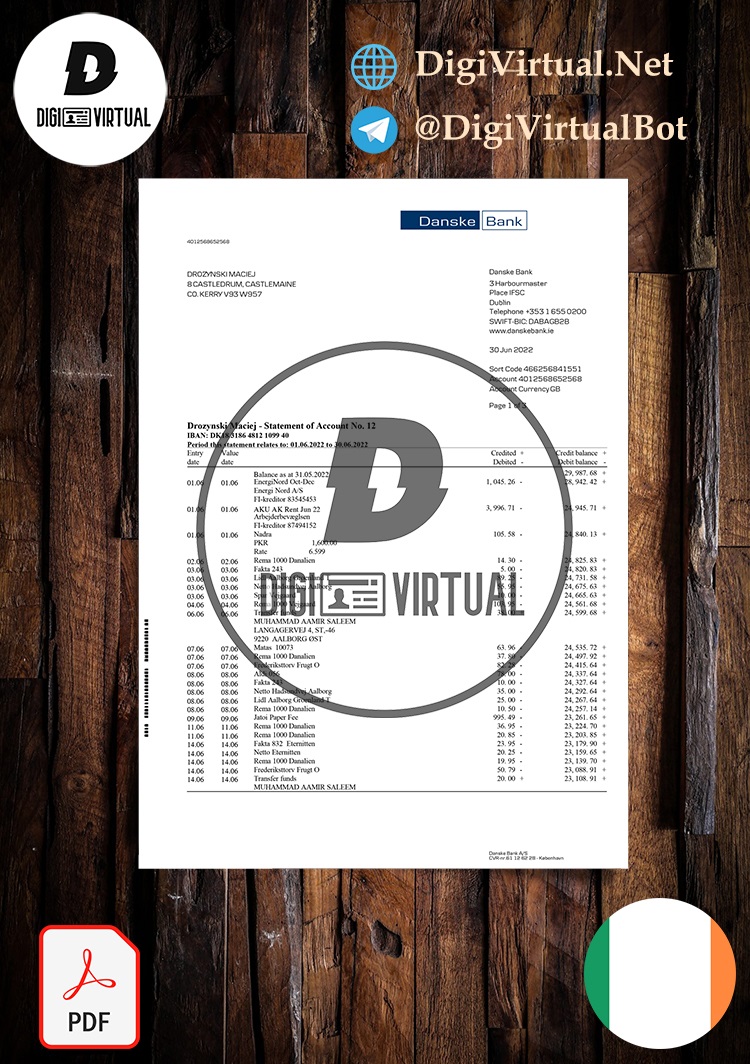 D
DIGI VIRTUAL
DigiVirtual.Net
@DigiVirtualBot
Danske Bank
4012568652568
DROZYNSKI MACIEJ
8 CASTLEDRUM, CASTLEMAINE
CO. KERRY V93 W957
Danske Bank
3 Harbourmaster
Place IFSC
Dublin
Telephone +353 1 655 0200
SWIFT-BIC: DABAGB2B
www.danskebank.ie
30 Jun 2022
Sort Code 466256841551
Account 4012568652568
Account Currency GB
Page 1 of 3
Drozynski Maciej - Statement of Account No. 12
IBAN: DK18 3186 4812 1099 40
Period this statement relates to: 01.06.2022 to 30.06.2022
Entry Value Credited + Credit balance +
date date Debited - Debit balance -
Balance as at 31.05.2022 29, 987. 68 +
01.06 01.06 EnergiNord Oct-Dec 1, 045. 26 - 28, 942. 42 +
Energi Nord A/S
FI-kreditor 83545453
01.06 01.06 AKU AK Rent Jun 22 3, 996. 71 - 24, 945. 71 +
Arbejderbevæglsen
FI-kreditor 87494152
01.06 01.06 Nadra 105. 58 - 24, 840. 13 +
PKR 1,600.00
Rate 6.599
02.06 02.06 Rema 1000 Danalien 14. 30 - 24, 825. 83 +
03.06 03.06 Fakta 243 5. 00 - 24, 820. 83 +
03.06 03.06 Lidl Aalborg Grøenland 89. 25 - 24, 731. 58 +
03.06 03.06 Netto Hadsundvej Aalborg 55. 95 - 24, 675. 63 +
03.06 03.06 Spar Vejgaard 10. 00 - 24, 665. 63 +
04.06 04.06 Rema 1000 Vejgaard 103. 95 - 24, 561. 68 +
06.06 06.06 Transfer funds 24, 599. 68 +
MUHAMMAD AAMIR SALEEM
LANGAGERVEJ 4, ST,-46
9220 AALBORG ØST
07.06 07.06 Matas 10073 63. 96 - 24, 535. 72 +
07.06 07.06 Rema 1000 Danalien 37. 80 - 24, 497. 92 +
07.06 07.06 Frederikstorv Frugt O 82. 28 - 24, 415. 64 +
08.06 08.06 Aldi 78. 00 - 24, 337. 64 +
08.06 08.06 Fakta 243 10. 00 - 24, 327. 64 +
08.06 08.06 Netto Hadsundvej Aalborg 35. 00 - 24, 292. 64 +
08.06 08.06 Lidl Aalborg Groenland T 25. 00 - 24, 267. 64 +
08.06 08.06 Rema 1000 Danalien 10. 50 - 24, 257. 14 +
09.06 09.06 Jatoi Paper Fee 995. 49 - 23, 261. 65 +
11.06 11.06 Rema 1000 Danalien 36. 95 - 23, 224. 70 +
11.06 11.06 Rema 1000 Danalien 20. 85 - 23, 203. 85 +
14.06 14.06 Fakta 832 Eternitten 23. 95 - 23, 179. 90 +
14.06 14.06 Netto Eternitten 20. 25 - 23, 159. 65 +
14.06 14.06 Rema 1000 Danalien 19. 95 - 23, 139. 70 +
14.06 14.06 Frederiksttorv Frugt O 50. 79 - 23, 088. 91 +
14.06 14.06 Transfer funds 20. 00 + 23, 108. 91 +
MUHAMMAD AAMIR SALEEM
D
DIGI VIRTUAL
Danske Bank A/S
CVR-nr.61 12 62 28 - København
PDF